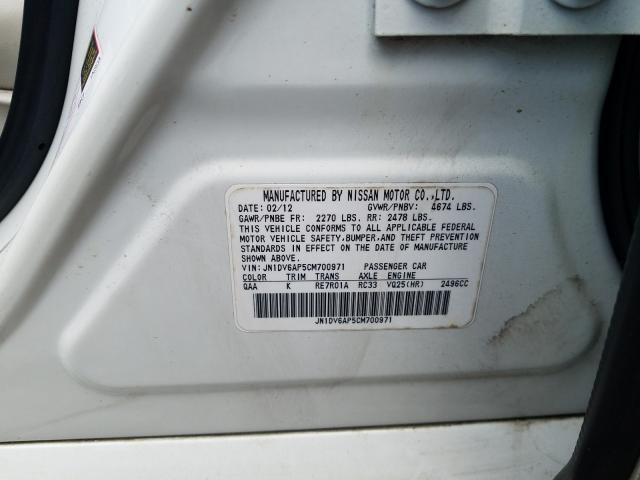 MANUFACTURED BY NISSAN MOTOR CO.,LTD.
DATE: 02/12 GVWR/PNBV: 4674 LBS.
GAWR/PNBE FR: 2270 LBS. RR: 2478 LBS.
THIS VEHICLE CONFORMS TO ALL APPLICABLE FEDERAL
MOTOR VEHICLE SAFETY,BUMPER,AND THEFT PREVENTION
STANDARDS IN EFFECT ON THE DATE OF MANUFACTURE
SHOWN ABOVE.
VIN: JN1DV6AP5CM700971 PASSENGER CAR
COLOR TRIM TRANS AXLE ENGINE
QAA K RE7R01A RC33 VQ25(HR) 2496CC
JN1DV6AP5CM700971